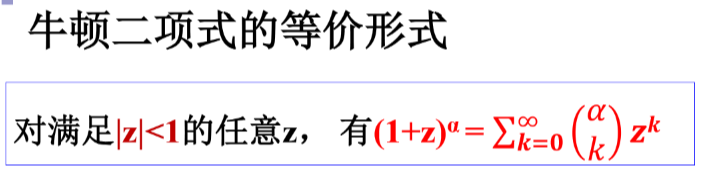 牛顿二项式的等价形式
对满足|z|<1的任意z， 有(1+z)^α = ∑_{k=0}^{∞} \binom{α}{k} z^k